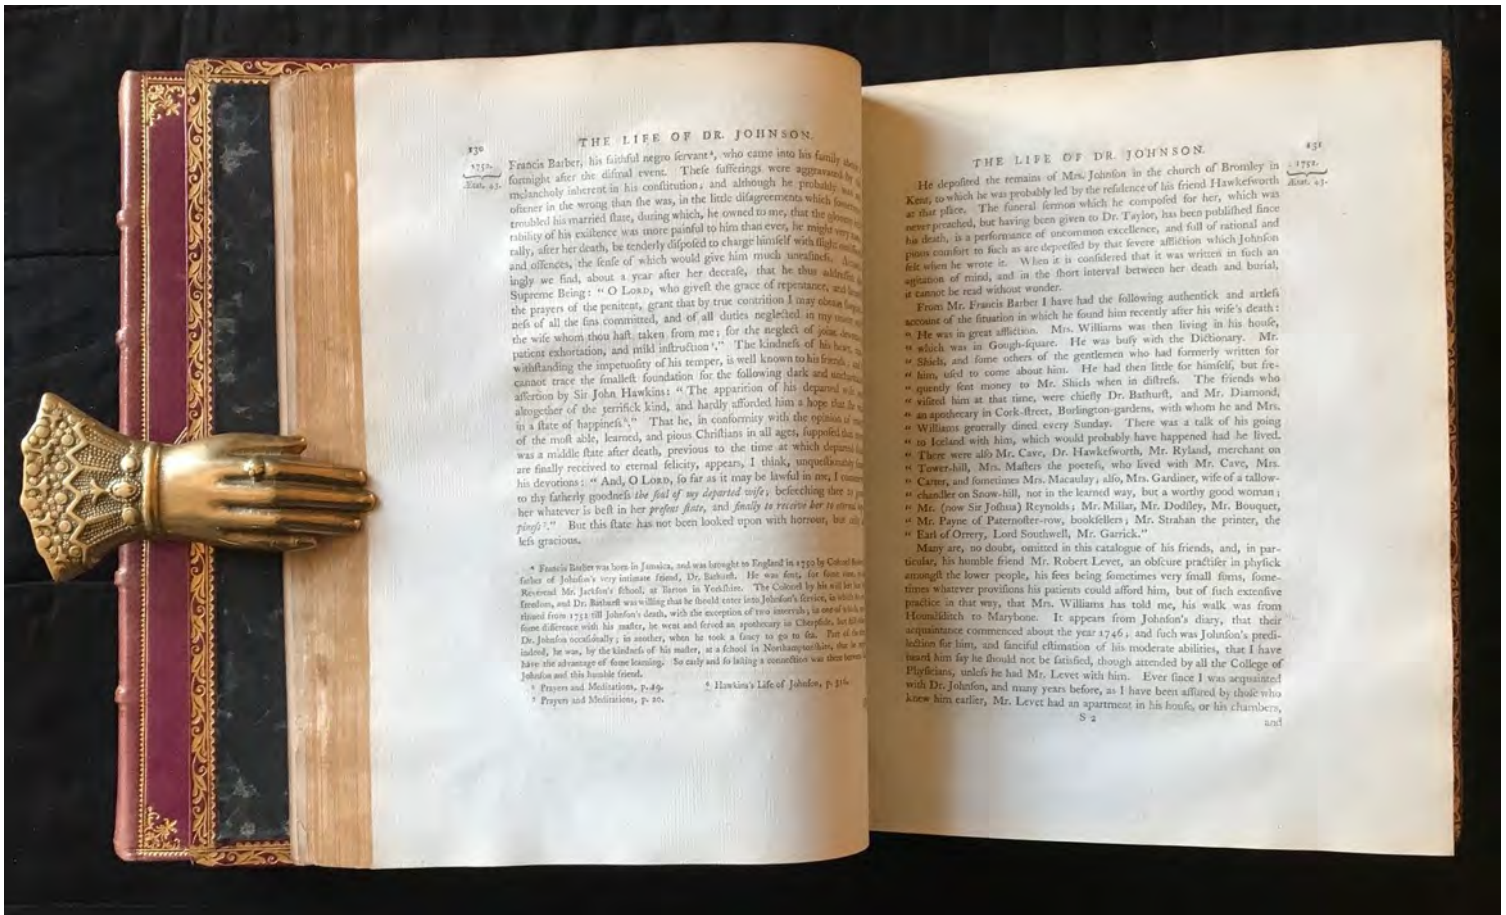 130
THE LIFE OF DR. JOHNSON.
1752.
Ætat. 43.
Francis Barber, his faithful negro ſervant⁴, who came into his family
fortnight after the diſmal event. Theſe ſufferings were aggravated by
melancholy inherent in his conſtitution; and although he probably was
oftener in the wrong than ſhe was, in the little diſagreements which
troubled his married ſtate, during which, he owned to me, that the gloomy
tability of his exiſtence was more painful to him than ever, he might very
rally, after her death, be tenderly diſpoſed to charge himſelf with ſlight
and offences, the ſenſe of which would give him much uneaſineſs.
ingly we find, about a year after her deceaſe, that he thus addreſſed
Supreme Being: “ O LORD, who giveſt the grace of repentance, and
the prayers of the penitent, grant that by true contrition I may obtain
neſs of all the ſins committed, and of all duties neglected in my
the wife whom thou haſt taken from me; for the neglect of joint
patient exhortation, and mild inſtruction⁵.” The kindneſs of his heart,
withſtanding the impetuoſity of his temper, is well known to his friends;
cannot trace the ſmalleſt foundation for the following dark and
aſſertion by Sir John Hawkins: “ The apparition of his departed wife
altogether of the terrifick kind, and hardly afforded him a hope that he
in a ſtate of happineſs⁶.” That he, in conformity with the opinion of
of the moſt able, learned, and pious Chriſtians in all ages, ſuppoſed that
was a middle ſtate after death, previous to the time at which departed
are finally received to eternal felicity, appears, I think, unqueſtionably
his devotions: “ And, O LORD, ſo far as it may be lawful in me, I
to thy fatherly goodneſs the ſoul of my departed wife; beſeeching thee to
her whatever is beſt in her preſent ſtate, and finally to receive her to eternal
pineſs⁷.” But this ſtate has not been looked upon with horrour, but only
leſs gracious.
⁴ Francis Barber was born in Jamaica, and was brought to England in 1750 by Colonel
father of Johnſon's very intimate friend, Dr. Bathurſt. He was ſent, for ſome time,
Reverend Mr. Jackſon's ſchool, at Barton in Yorkſhire. The Colonel by his will left him
freedom, and Dr. Bathurſt was willing that he ſhould enter into Johnſon's ſervice, in which he
tinued from 1752 till Johnſon's death, with the exception of two intervals; in one of which,
ſome difference with his maſter, he went and ſerved an apothecary in Cheapſide, but ſtill
Dr. Johnſon occaſionally; in another, when he took a fancy to go to ſea. Part of the
indeed, he was, by the kindneſs of his maſter, at a ſchool in Northamptonſhire, that he
have the advantage of ſome learning. So early and ſo laſting a connection was there between
Johnſon and this humble friend.
⁵ Prayers and Meditations, p. 19.
⁶ Hawkins's Life of Johnſon, p. 316.
⁷ Prayers and Meditations, p. 20.
THE LIFE OF DR. JOHNSON.
131
1752.
Ætat. 43.
He depoſited the remains of Mrs. Johnſon in the church of Bromley in
Kent, to which he was probably led by the reſidence of his friend Hawkeſworth
at that place. The funeral ſermon which he compoſed for her, which was
never preached, but having been given to Dr. Taylor, has been publiſhed ſince
his death, is a performance of uncommon excellence, and full of rational and
pious comfort to ſuch as are depreſſed by that ſevere affliction which Johnſon
felt when he wrote it. When it is conſidered that it was written in ſuch an
agitation of mind, and in the ſhort interval between her death and burial,
it cannot be read without wonder.
From Mr. Francis Barber I have had the following authentick and artleſs
account of the ſituation in which he found him recently after his wife's death:
“ He was in great affliction. Mrs. Williams was then living in his houſe,
“ which was in Gough-ſquare. He was buſy with the Dictionary. Mr.
“ Shiels, and ſome others of the gentlemen who had formerly written for
“ him, uſed to come about him. He had then little for himſelf, but fre-
“ quently ſent money to Mr. Shiels when in diſtreſs. The friends who
“ viſited him at that time, were chiefly Dr. Bathurſt, and Mr. Diamond,
“ an apothecary in Cork-ſtreet, Burlington-gardens, with whom he and Mrs.
“ Williams generally dined every Sunday. There was a talk of his going
“ to Iceland with him, which would probably have happened had he lived.
“ There were alſo Mr. Cave, Dr. Hawkeſworth, Mr. Ryland, merchant on
“ Tower-hill, Mrs. Maſters the poeteſs, who lived with Mr. Cave, Mrs.
“ Carter, and ſometimes Mrs. Macaulay; alſo, Mrs. Gardiner, wife of a tallow-
“ chandler on Snow-hill, not in the learned way, but a worthy good woman;
“ Mr. (now Sir Joſhua) Reynolds; Mr. Millar, Mr. Dodſley, Mr. Bouquet,
“ Mr. Payne of Paternoſter-row, bookſellers; Mr. Strahan the printer, the
“ Earl of Orrery, Lord Southwell, Mr. Garrick.”
Many are, no doubt, omitted in this catalogue of his friends, and, in par-
ticular, his humble friend Mr. Robert Levet, an obſcure practiſer in phyſick
amongſt the lower people, his fees being ſometimes very ſmall ſums, ſome-
times whatever proviſions his patients could afford him, but of ſuch extenſive
practice in that way, that Mrs. Williams has told me, his walk was from
Houndſditch to Marybone. It appears from Johnſon's diary, that their
acquaintance commenced about the year 1746; and ſuch was Johnſon's predi-
lection for him, and fanciful eſtimation of his moderate abilities, that I have
heard him ſay he ſhould not be ſatisfied, though attended by all the College of
Phyſicians, unleſs he had Mr. Levet with him. Ever ſince I was acquainted
with Dr. Johnſon, and many years before, as I have been aſſured by thoſe who
knew him earlier, Mr. Levet had an apartment in his houſe, or his chambers,
S 2
and